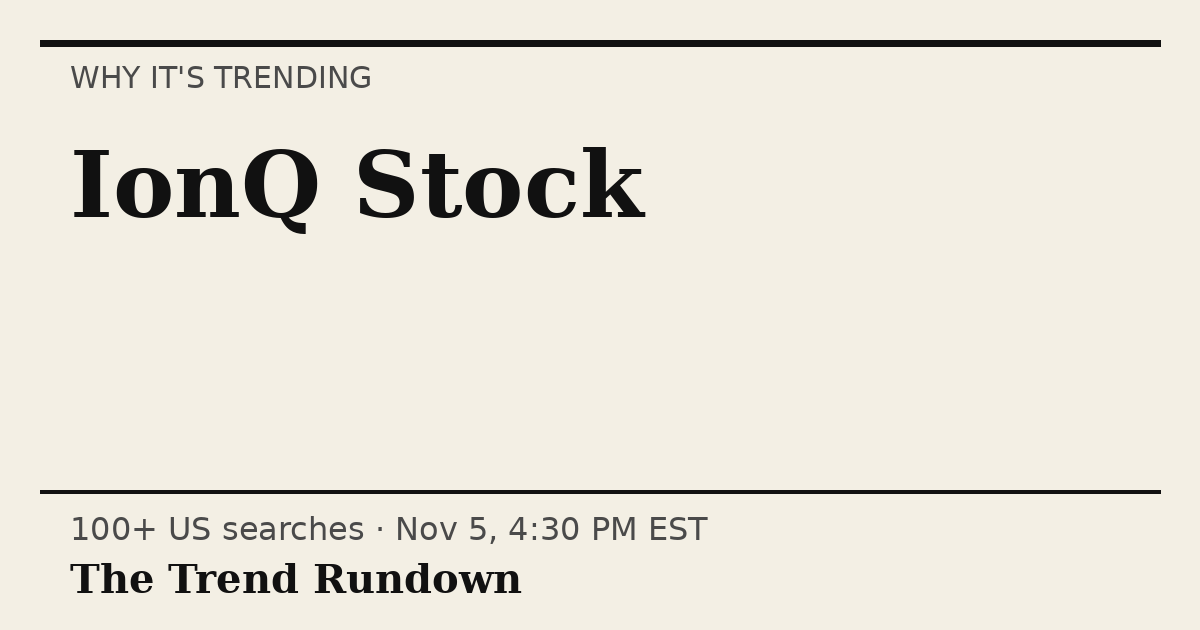 WHY IT'S TRENDING
IonQ Stock
100+ US searches · Nov 5, 4:30 PM EST
The Trend Rundown